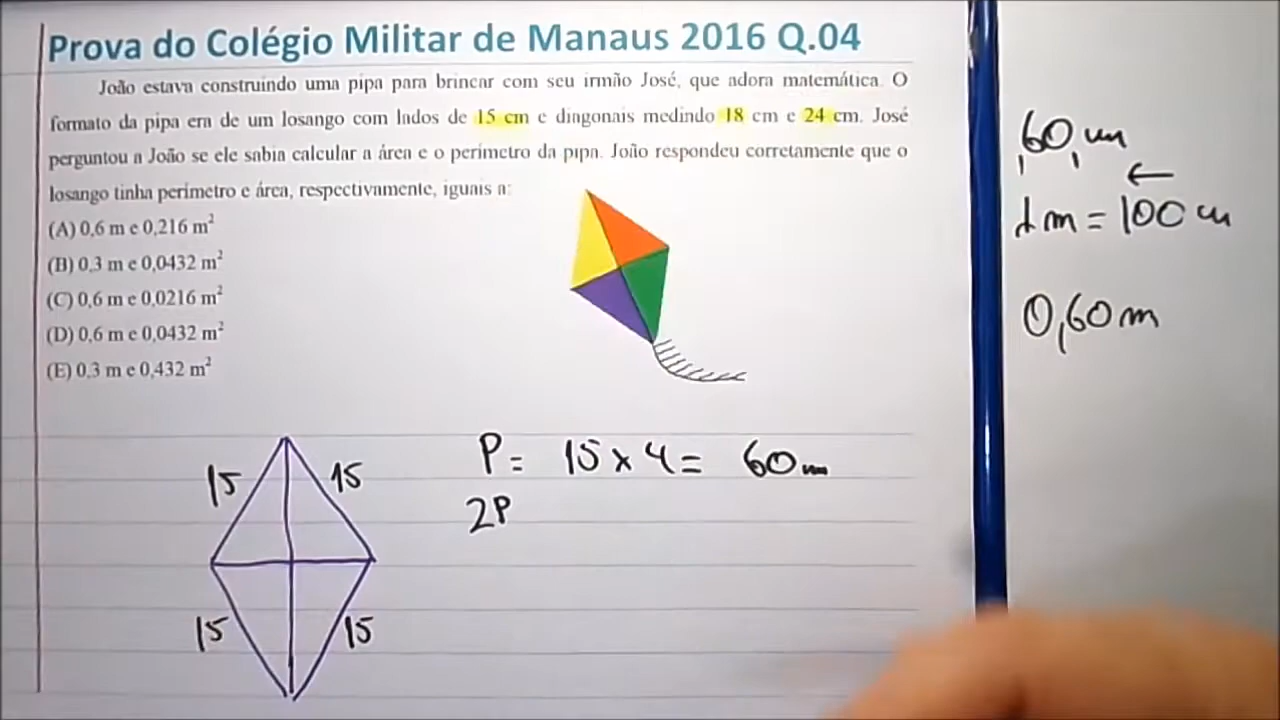 Prova do Colégio Militar de Manaus 2016 Q.04
João estava construindo uma pipa para brincar com seu irmão José, que adora matemática. O
formato da pipa era de um losango com lados de 15 cm e diagonais medindo 18 cm e 24 cm. José
perguntou a João se ele sabia calcular a área e o perímetro da pipa. João respondeu corretamente que o
losango tinha perímetro e área, respectivamente, iguais a:
(A) 0,6 m e 0,216 m²
(B) 0,3 m e 0,0432 m²
(C) 0,6 m e 0,0216 m²
(D) 0,6 m e 0,0432 m²
(E) 0,3 m e 0,432 m²
15 15
15 15
P = 15 x 4 = 60 cm
2P
,60, cm
1 m = 100 cm
0,60 m